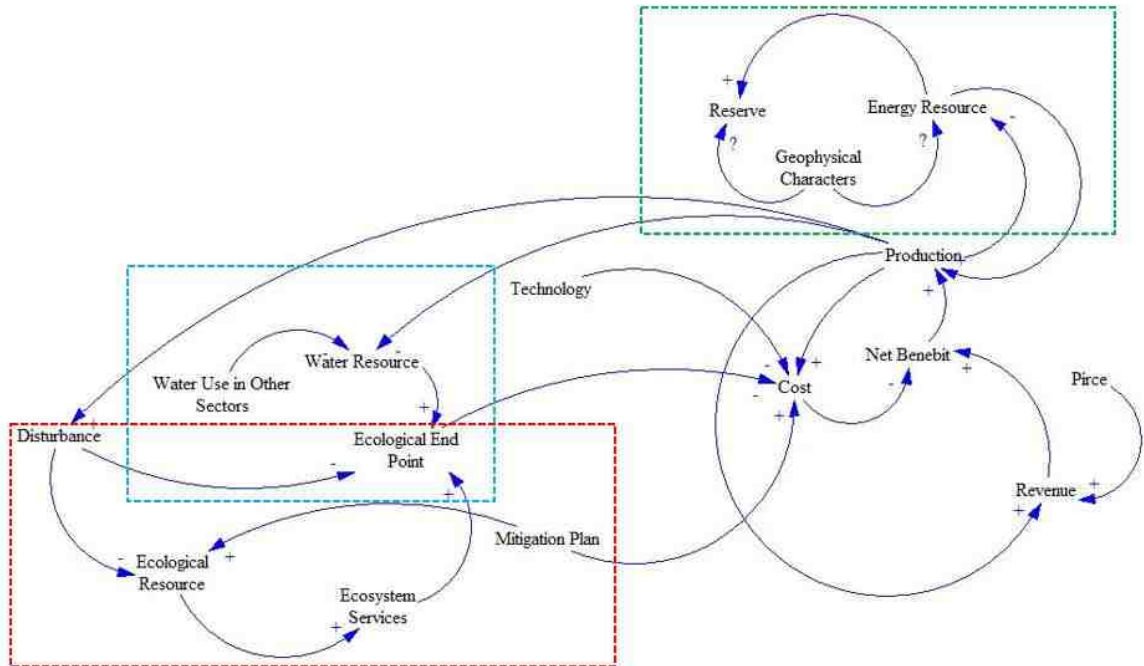 +
Reserve
Energy Resource
-
?
?
Geophysical
Characters
Production
+
Technology
+
-
Water Resource
-
Net Benebit
+
Water Use in Other
Sectors
-
+
-
Cost
-
+
Pirce
+
Disturbance
+
Ecological End
Point
-
-
+
Revenue
+
+
Mitigation Plan
-
Ecological
Resource
+
Ecosystem
Services
+